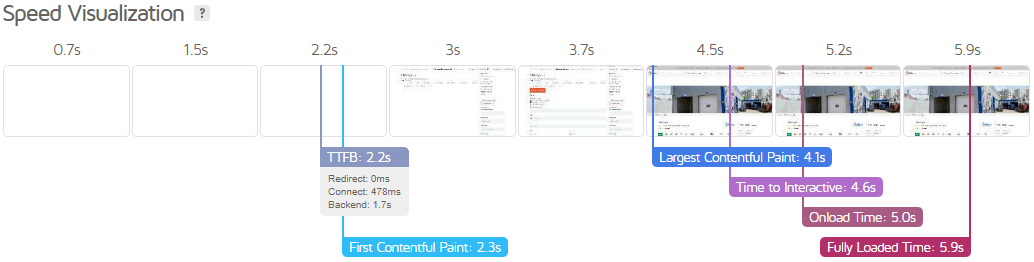 Speed Visualization ?
0.7s 1.5s 2.2s 3s 3.7s 4.5s 5.2s 5.9s
TTFB: 2.2s
Redirect: 0ms
Connect: 478ms
Backend: 1.7s
Largest Contentful Paint: 4.1s
Time to Interactive: 4.6s
Onload Time: 5.0s
First Contentful Paint: 2.3s
Fully Loaded Time: 5.9s